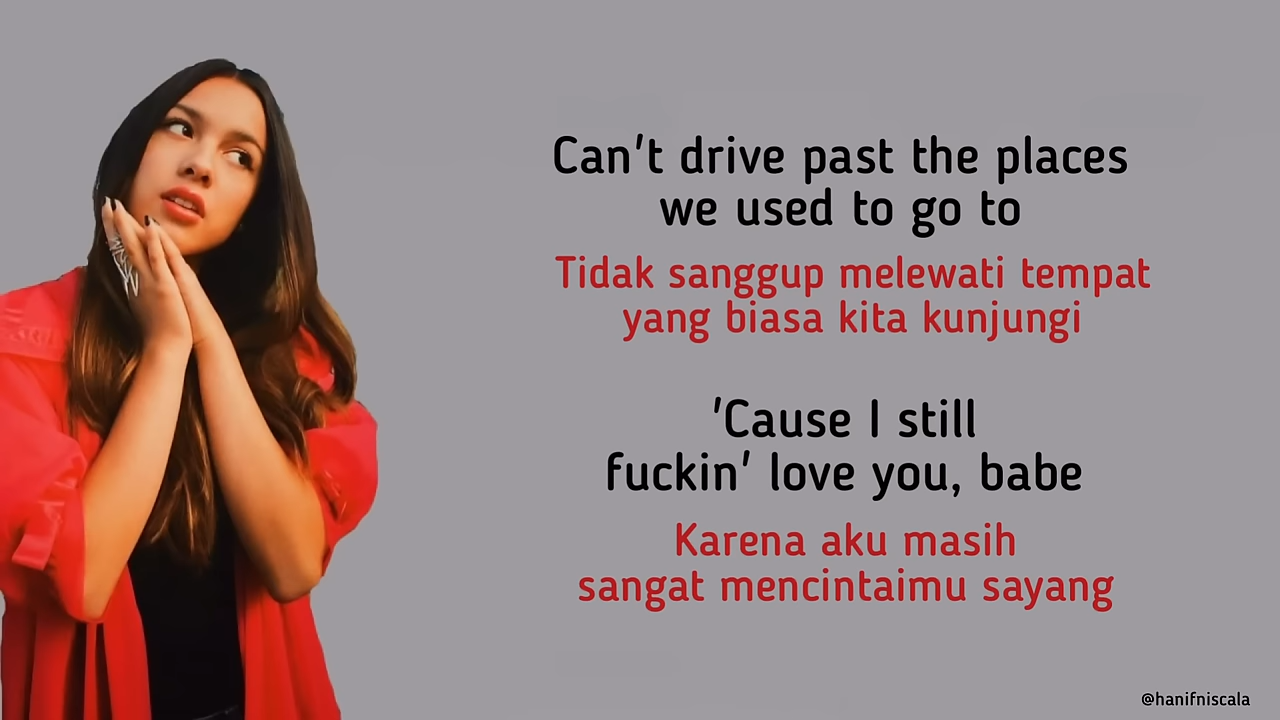 Can't drive past the places
we used to go to
Tidak sanggup melewati tempat
yang biasa kita kunjungi
'Cause I still
fuckin' love you, babe
Karena aku masih
sangat mencintaimu sayang
@hanifniscala